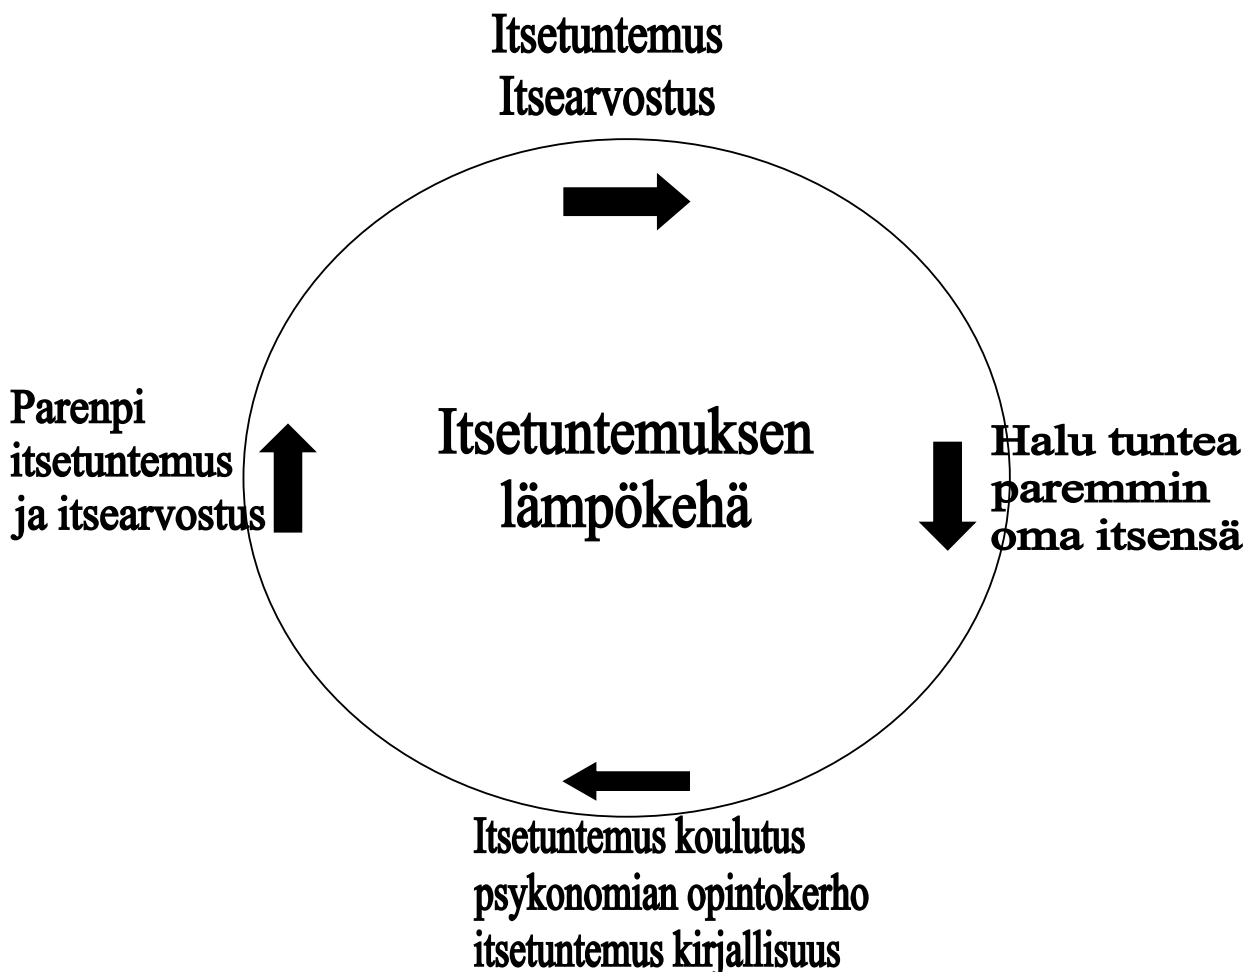 Itsetuntemus
Itsearvostus
Parenpi
itsetuntemus
ja itsearvostus
Itsetuntemuksen
lämpökehä
Halu tuntea
paremmin
oma itsensä
Itsetuntemus koulutus
psykonomian opintokerho
itsetuntemus kirjallisuus